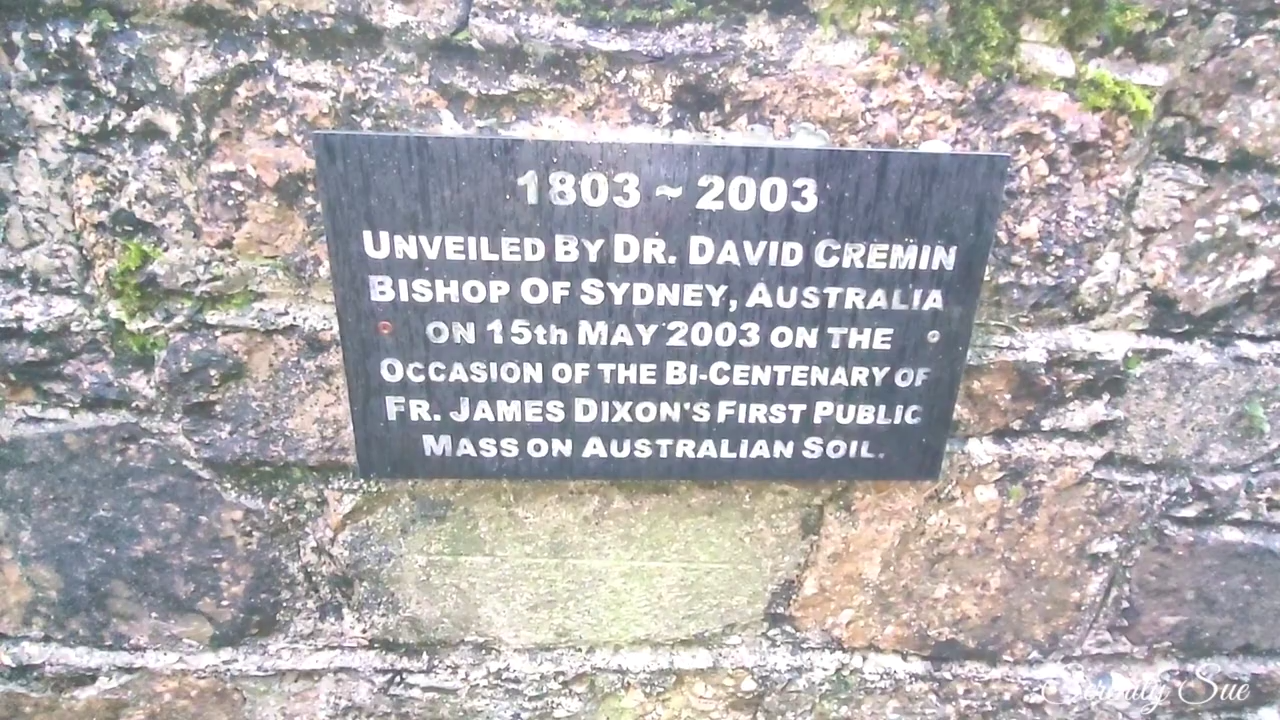 1803 ~ 2003
UNVEILED BY DR. DAVID CREMIN
BISHOP OF SYDNEY, AUSTRALIA
ON 15th MAY 2003 ON THE
OCCASION OF THE BI-CENTENARY OF
FR. JAMES DIXON'S FIRST PUBLIC
MASS ON AUSTRALIAN SOIL.
Sue